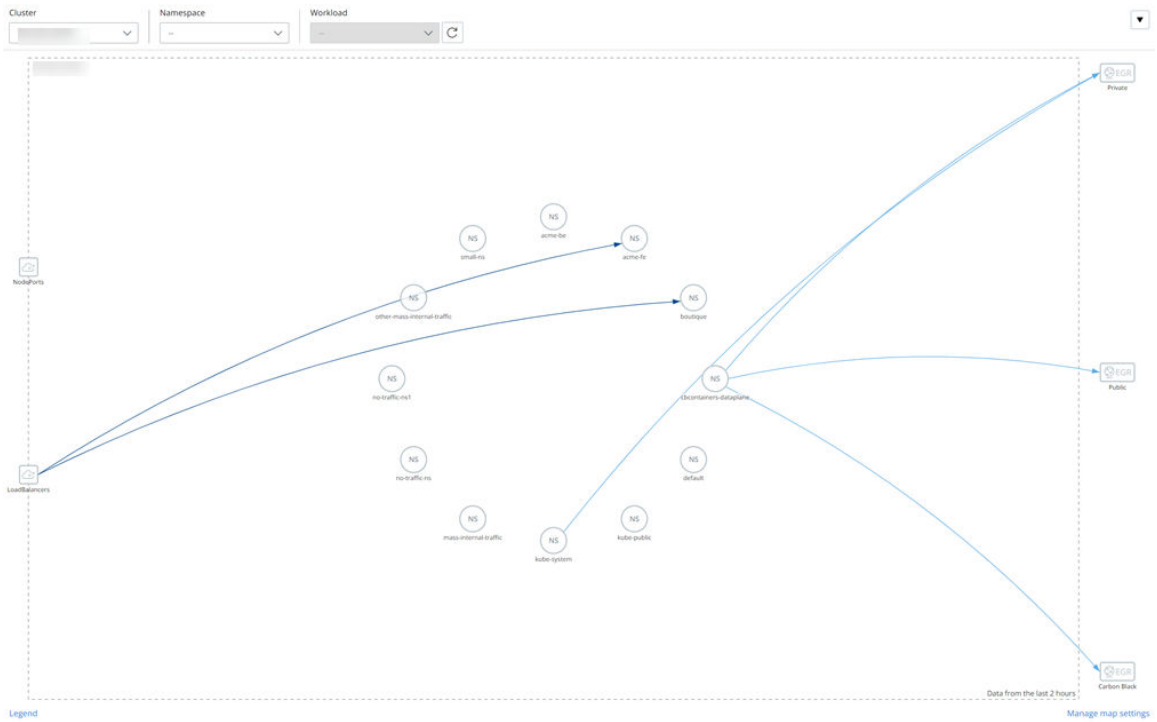 Cluster
Namespace
Workload
--
--
EGR
Private
NS
acme-be
NS
small-ns
NS
acme-fe
NodePorts
NS
other-mass-internal-traffic
NS
boutique
EGR
Public
NS
no-traffic-ns1
NS
cbcontainers-dataplane
LoadBalancers
NS
no-traffic-ns
NS
default
NS
mass-internal-traffic
NS
kube-public
NS
kube-system
EGR
Carbon Black
Data from the last 2 hours
Legend
Manage map settings